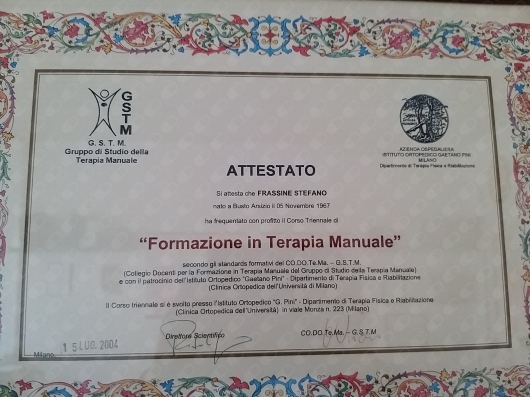 G S T M
G. S. T. M.
Gruppo di Studio della
Terapia Manuale
AZIENDA OSPEDALIERA
ISTITUTO ORTOPEDICO GAETANO PINI
MILANO
Dipartimento di Terapia Fisica e Riabilitazione
ATTESTATO
Si attesta che FRASSINE STEFANO
nato a Busto Arsizio il 05 Novembre 1967
ha frequentato con profitto il Corso Triennale di
“Formazione in Terapia Manuale”
secondo gli standards formativi del CO.DO.Te.Ma. – G.S.T.M.
(Collegio Docenti per la Formazione in Terapia Manuale del Gruppo di Studio della Terapia Manuale)
e con il patrocinio dell'Istituto Ortopedico "Gaetano Pini" - Dipartimento di Terapia Fisica e Riabilitazione
(Clinica Ortopedica dell'Università di Milano)
Il Corso triennale si è svolto presso l'Istituto Ortopedico "G. Pini" - Dipartimento di Terapia Fisica e Riabilitazione
(Clinica Ortopedica dell'Università) in viale Monza n. 223 (Milano)
Direttore Scientifico CO.DO.Te.Ma. – G.S.T.M
Milano, 15 LUG. 2004